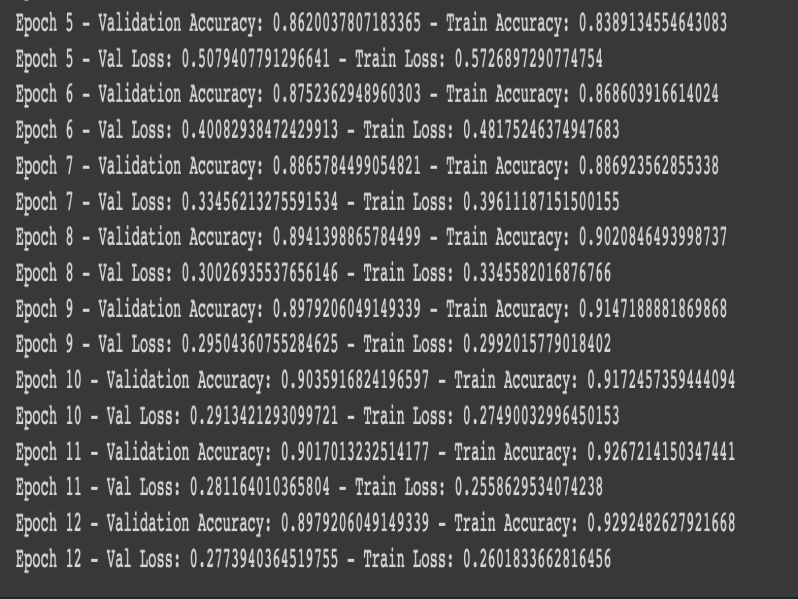 Epoch 5 - Validation Accuracy: 0.8620037807183365 - Train Accuracy: 0.8389134554643083
Epoch 5 - Val Loss: 0.5079407791296641 - Train Loss: 0.5726897290774754
Epoch 6 - Validation Accuracy: 0.8752362948960303 - Train Accuracy: 0.868603916614024
Epoch 6 - Val Loss: 0.40082938472429913 - Train Loss: 0.48175246374947683
Epoch 7 - Validation Accuracy: 0.8865784499054821 - Train Accuracy: 0.886923562855338
Epoch 7 - Val Loss: 0.33456213275591534 - Train Loss: 0.39611187151500155
Epoch 8 - Validation Accuracy: 0.8941398865784499 - Train Accuracy: 0.9020846493998737
Epoch 8 - Val Loss: 0.30026935537656146 - Train Loss: 0.3345582016876766
Epoch 9 - Validation Accuracy: 0.8979206049149339 - Train Accuracy: 0.9147188881869868
Epoch 9 - Val Loss: 0.29504360755284625 - Train Loss: 0.2992015779018402
Epoch 10 - Validation Accuracy: 0.9035916824196597 - Train Accuracy: 0.9172457359444094
Epoch 10 - Val Loss: 0.2913421293099721 - Train Loss: 0.27490032996450153
Epoch 11 - Validation Accuracy: 0.9017013232514177 - Train Accuracy: 0.9267214150347441
Epoch 11 - Val Loss: 0.281164010365804 - Train Loss: 0.2558629534074238
Epoch 12 - Validation Accuracy: 0.8979206049149339 - Train Accuracy: 0.9292482627921668
Epoch 12 - Val Loss: 0.2773940364519755 - Train Loss: 0.2601833662816456